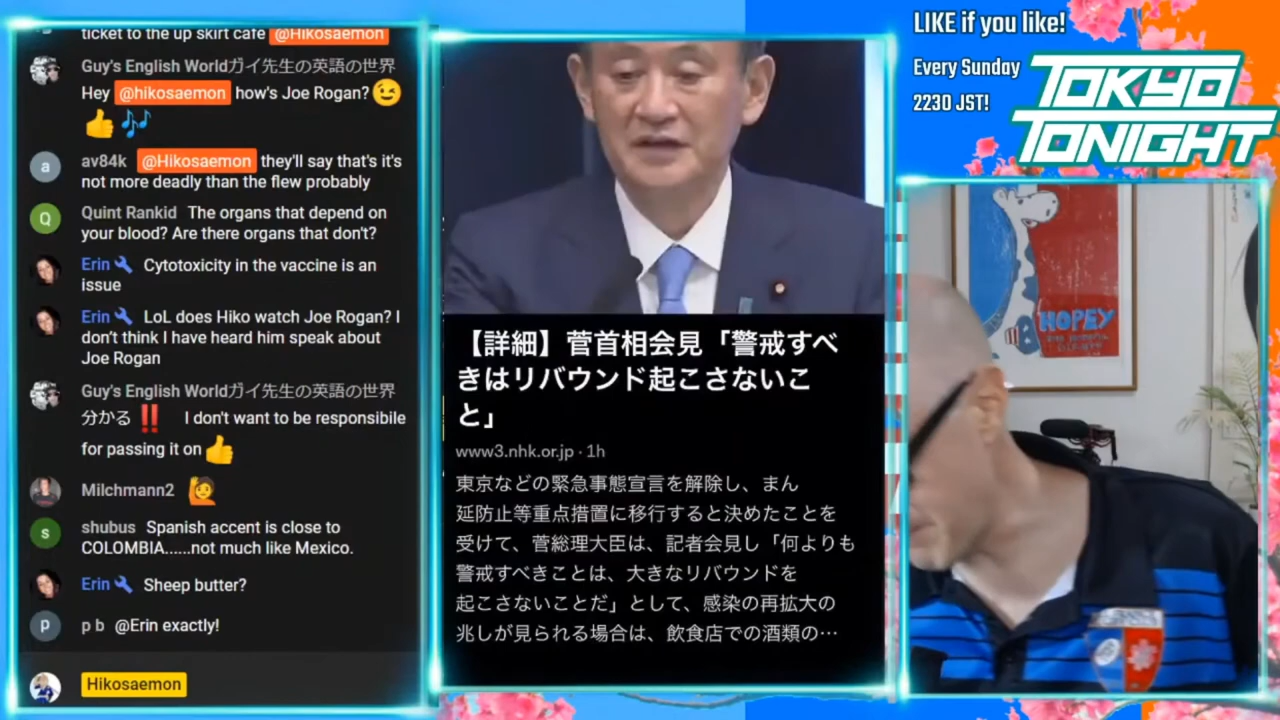 ticket to the up skirt cafe @Hikosaemon
Guy's English Worldガイ先生の英語の世界
Hey @hikosaemon how's Joe Rogan?😉
👍🎶
a
av84k @Hikosaemon they'll say that's it's
not more deadly than the flew probably
Q
Quint Rankid The organs that depend on
your blood? Are there organs that don't?
Erin Cytotoxicity in the vaccine is an
issue
Erin LoL does Hiko watch Joe Rogan? I
don't think I have heard him speak about
Joe Rogan
Guy's English Worldガイ先生の英語の世界
分かる‼️ I don't want to be responsibile
for passing it on👍
Milchmann2 🙋
s
shubus Spanish accent is close to
COLOMBIA......not much like Mexico.
Erin Sheep butter?
p
p b @Erin exactly!
Hikosaemon
【詳細】菅首相会見「警戒すべ
きはリバウンド起こさないこ
と」
www3.nhk.or.jp · 1h
東京などの緊急事態宣言を解除し、まん
延防止等重点措置に移行すると決めたことを
受けて、菅総理大臣は、記者会見し「何よりも
警戒すべきことは、大きなリバウンドを
起こさないことだ」として、感染の再拡大の
兆しが見られる場合は、飲食店での酒類の…
LIKE if you like!
Every Sunday
2230 JST!
TOKYO
TONIGHT
HOPEY